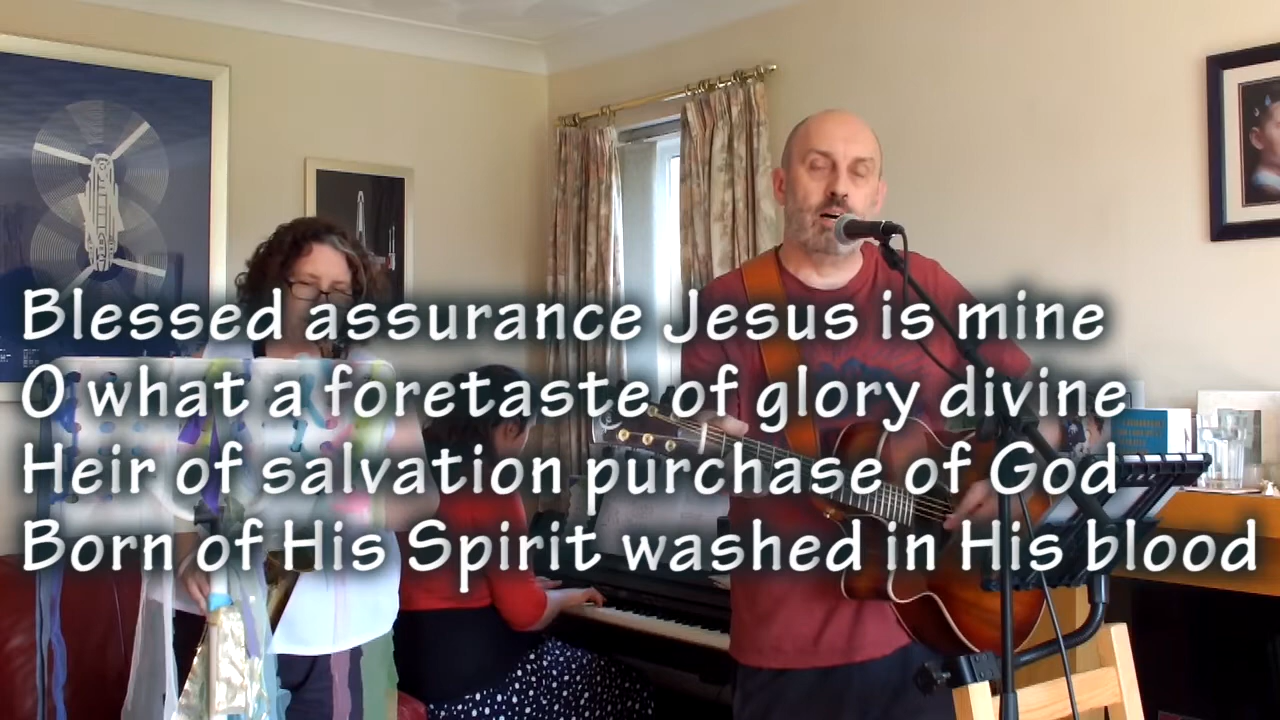 Blessed assurance Jesus is mine
O what a foretaste of glory divine
Heir of salvation purchase of God
Born of His Spirit washed in His blood